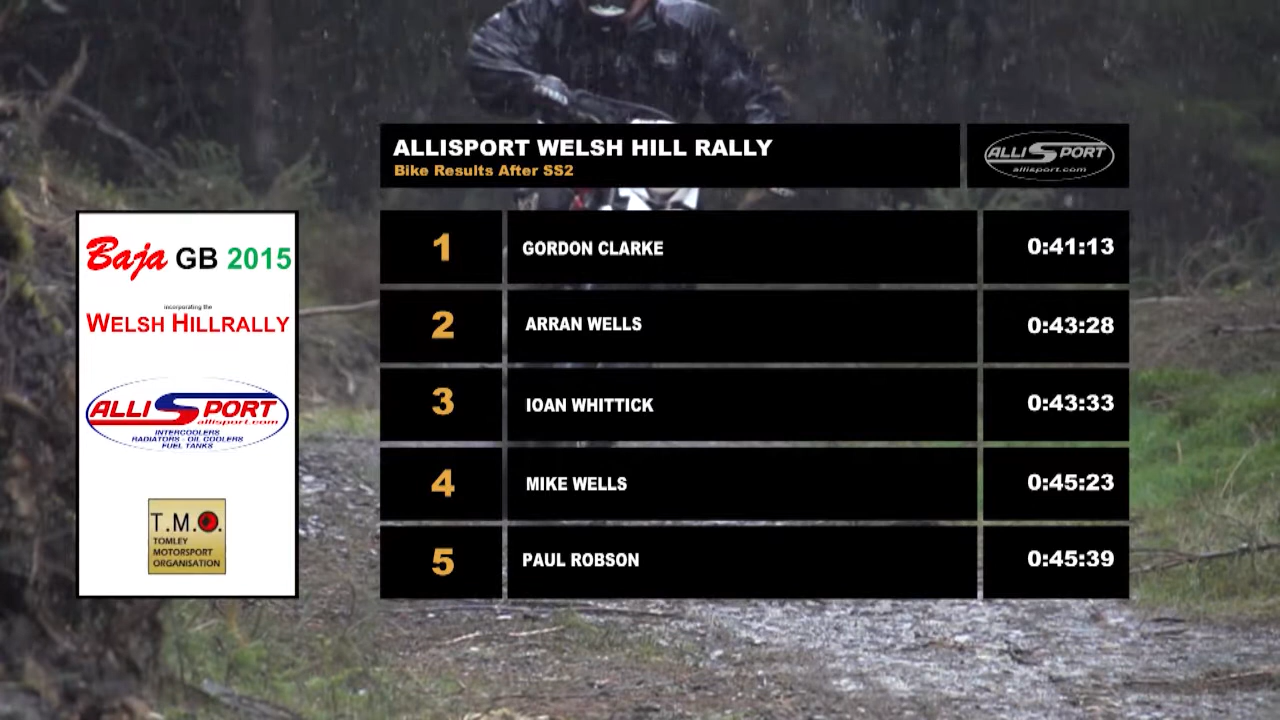 ALLISPORT WELSH HILL RALLY
Bike Results After SS2
ALLISPORT
allisport.com
Baja GB 2015
incorporating the
WELSH HILLRALLY
ALLISPORT
allisport.com
INTERCOOLERS
RADIATORS - OIL COOLERS
FUEL TANKS
T.M.O.
TOMLEY
MOTORSPORT
ORGANISATION
1 GORDON CLARKE 0:41:13
2 ARRAN WELLS 0:43:28
3 IOAN WHITTICK 0:43:33
4 MIKE WELLS 0:45:23
5 PAUL ROBSON 0:45:39